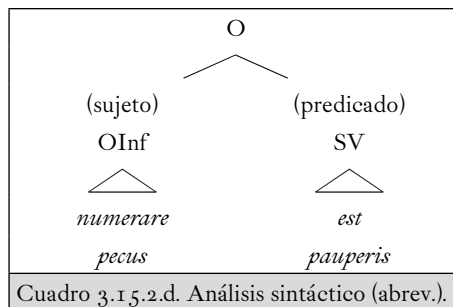 O
(sujeto) (predicado)
OInf SV
numerare est
pecus pauperis
Cuadro 3.15.2.d. Análisis sintáctico (abrev.).